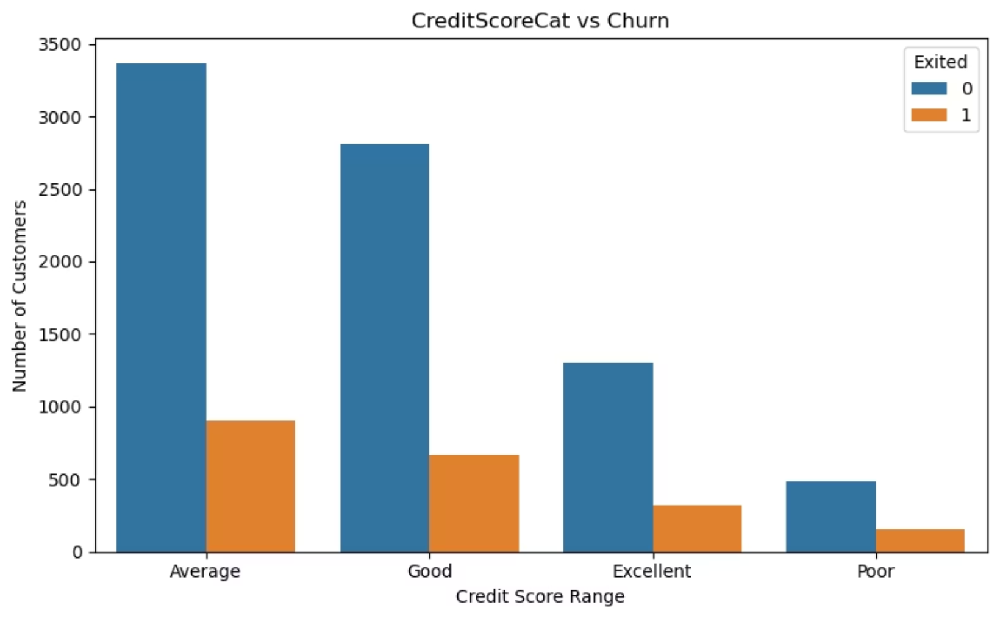 CreditScoreCat vs Churn
Exited
0
1
3500
3000
2500
2000
1500
1000
500
0
Number of Customers
Average Good Excellent Poor
Credit Score Range